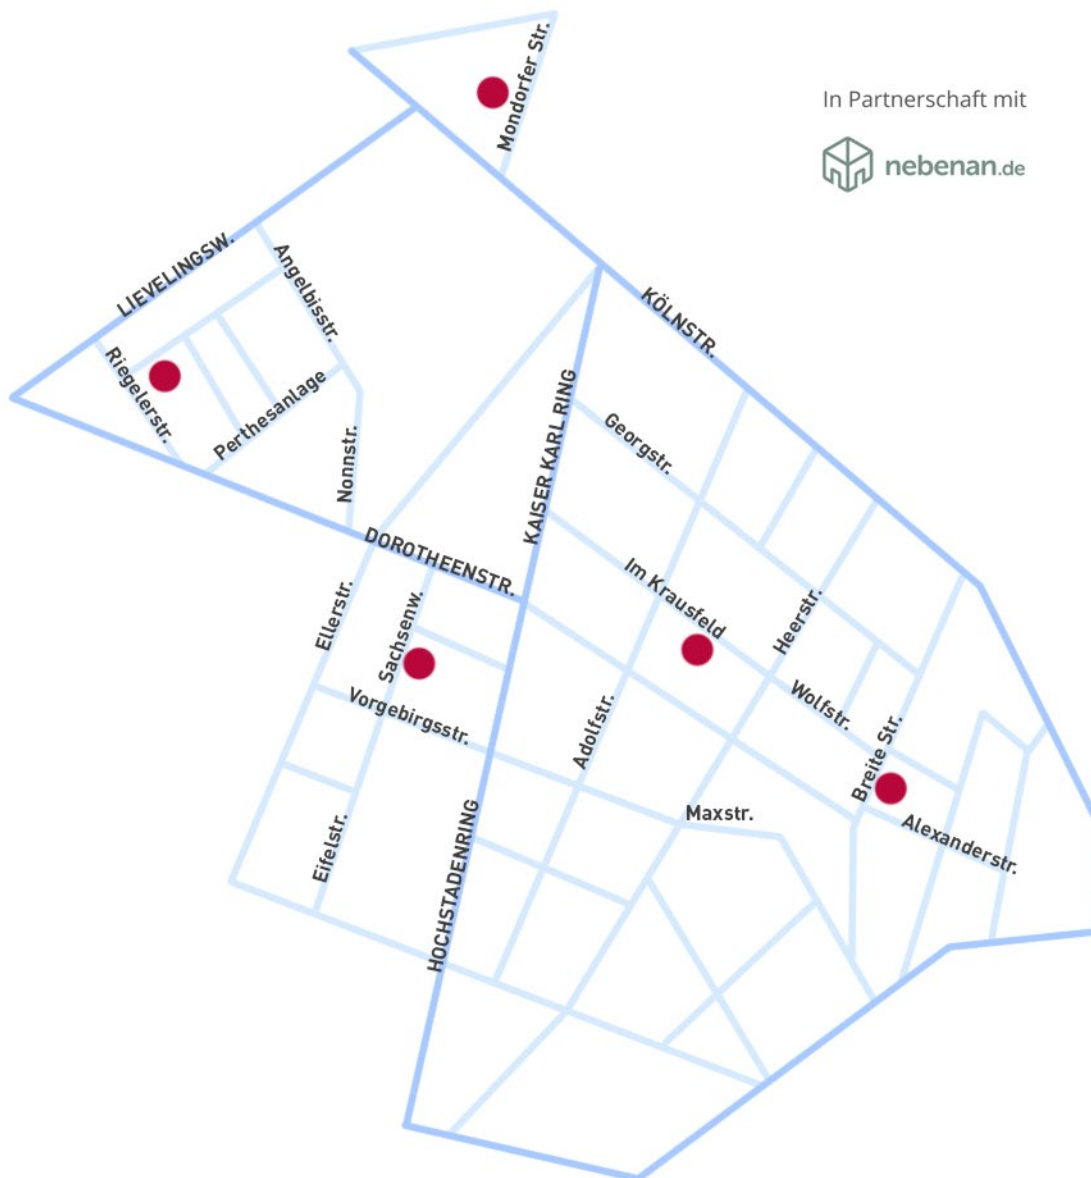 Mondorfer Str.
In Partnerschaft mit
nebenan.de
LIEVELINGSW.
Angelbisstr.
KÖLNSTR.
Riegelerstr.
Perthesanlage
KAISER KARL RING
Georgstr.
Nonnstr.
DOROTHEENSTR.
Im Krausfeld
Ellerstr.
Sachsenw.
Heerstr.
Vorgebirgsstr.
Wolfstr.
Adolfstr.
Breite Str.
Maxstr.
Alexanderstr.
Eifelstr.
HOCHSTADENRING